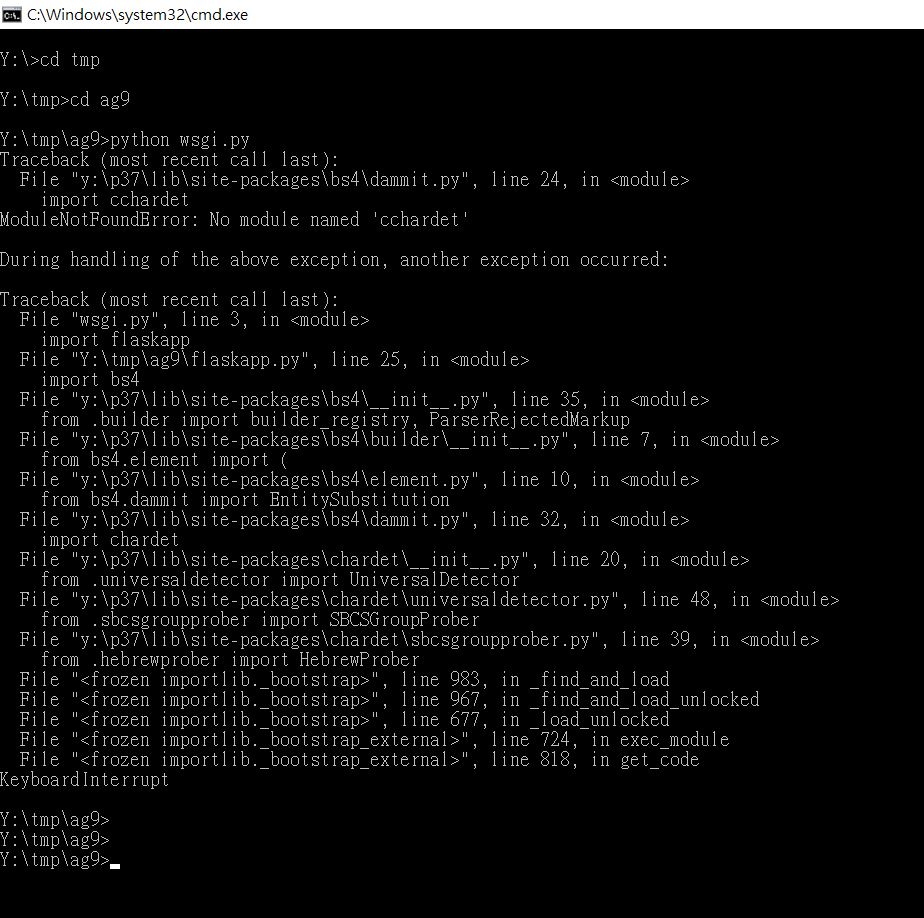 C:\Windows\system32\cmd.exe
Y:\>cd tmp
Y:\tmp>cd ag9
Y:\tmp\ag9>python wsgi.py
Traceback (most recent call last):
  File "y:\p37\lib\site-packages\bs4\dammit.py", line 24, in <module>
    import cchardet
ModuleNotFoundError: No module named 'cchardet'
During handling of the above exception, another exception occurred:
Traceback (most recent call last):
  File "wsgi.py", line 3, in <module>
    import flaskapp
  File "Y:\tmp\ag9\flaskapp.py", line 25, in <module>
    import bs4
  File "y:\p37\lib\site-packages\bs4\__init__.py", line 35, in <module>
    from .builder import builder_registry, ParserRejectedMarkup
  File "y:\p37\lib\site-packages\bs4\builder\__init__.py", line 7, in <module>
    from bs4.element import (
  File "y:\p37\lib\site-packages\bs4\element.py", line 10, in <module>
    from bs4.dammit import EntitySubstitution
  File "y:\p37\lib\site-packages\bs4\dammit.py", line 32, in <module>
    import chardet
  File "y:\p37\lib\site-packages\chardet\__init__.py", line 20, in <module>
    from .universaldetector import UniversalDetector
  File "y:\p37\lib\site-packages\chardet\universaldetector.py", line 48, in <module>
    from .sbcsgroupprober import SBCSGroupProber
  File "y:\p37\lib\site-packages\chardet\sbcsgroupprober.py", line 39, in <module>
    from .hebrewprober import HebrewProber
  File "<frozen importlib._bootstrap>", line 983, in _find_and_load
  File "<frozen importlib._bootstrap>", line 967, in _find_and_load_unlocked
  File "<frozen importlib._bootstrap>", line 677, in _load_unlocked
  File "<frozen importlib._bootstrap_external>", line 724, in exec_module
  File "<frozen importlib._bootstrap_external>", line 818, in get_code
KeyboardInterrupt
Y:\tmp\ag9>
Y:\tmp\ag9>
Y:\tmp\ag9>